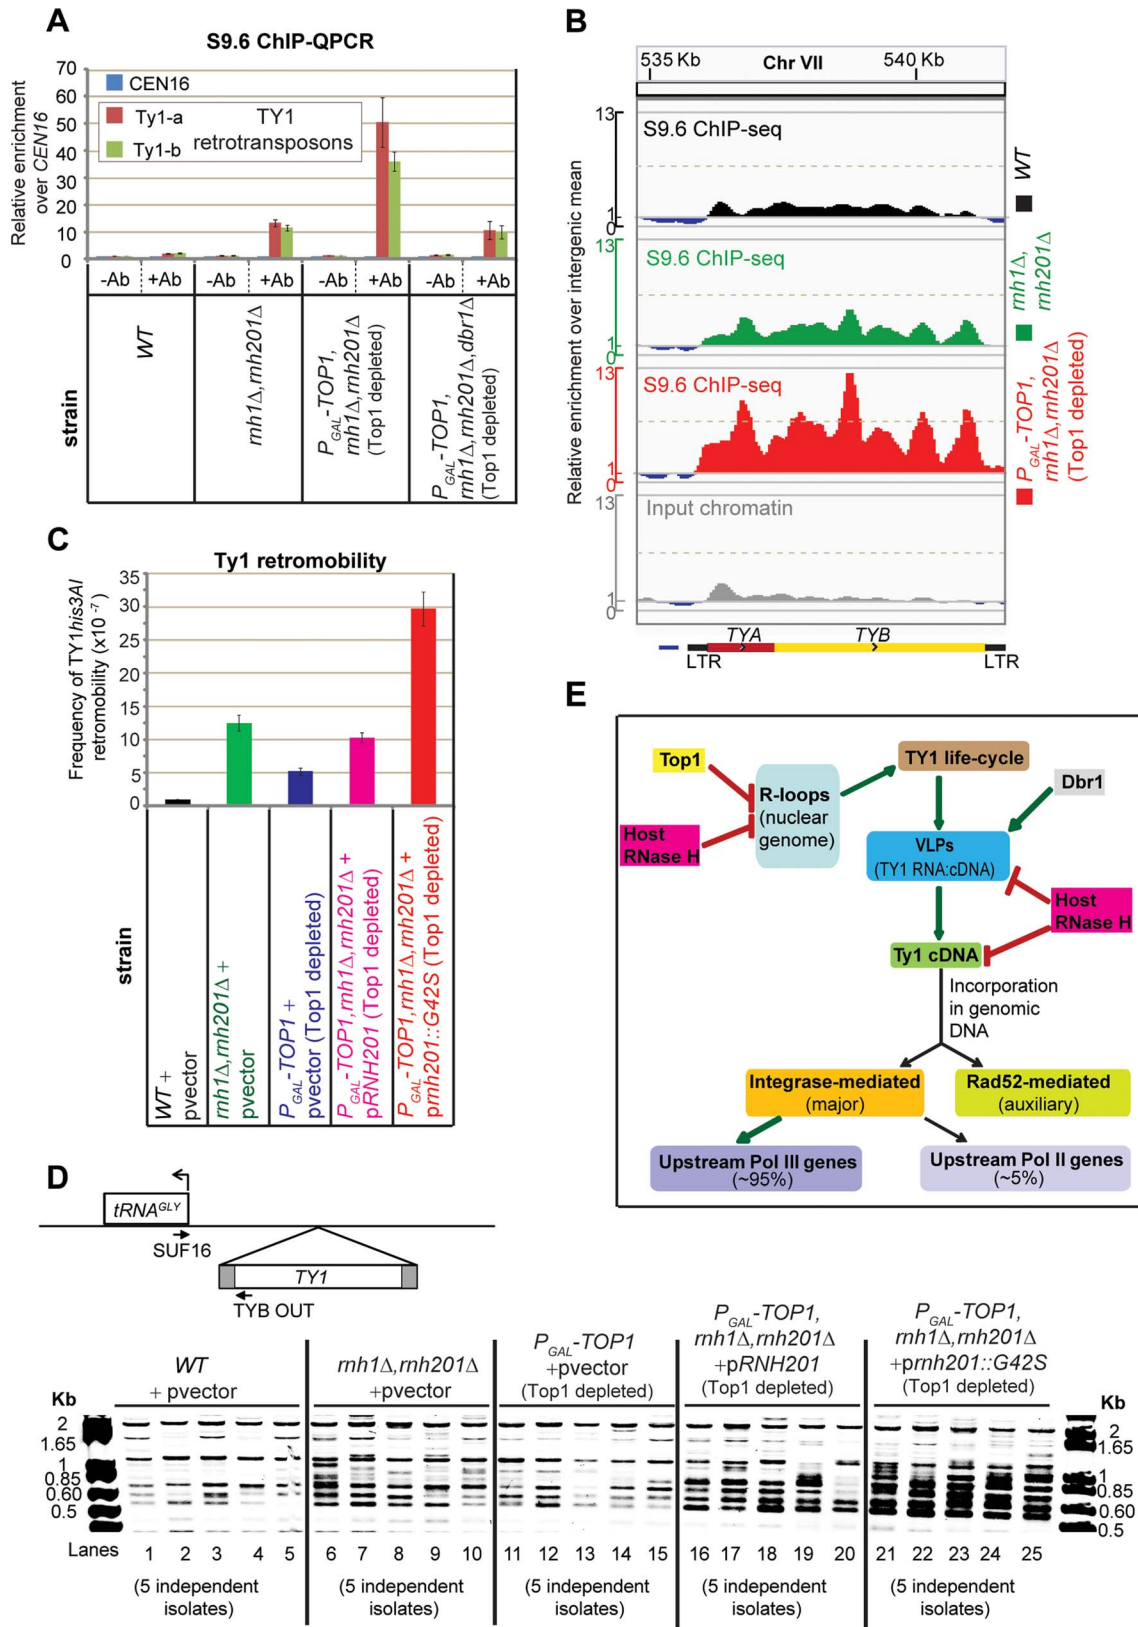 A
S9.6 ChIP-QPCR
Relative enrichment
over CEN16
70
60
50
40
30
20
10
0
CEN16
Ty1-a
Ty1-b
TY1
retrotransposons
-Ab
+Ab
-Ab
+Ab
-Ab
+Ab
-Ab
+Ab
strain
WT
rnh1Δ,rnh201Δ
PGAL-TOP1,
rnh1Δ,rnh201Δ
(Top1 depleted)
PGAL-TOP1,
rnh1Δ,rnh201Δ,dbr1Δ
(Top1 depleted)
B
535 Kb
Chr VII
540 Kb
Relative enrichment over intergenic mean
13
S9.6 ChIP-seq
1
0
WT
13
S9.6 ChIP-seq
1
0
rnh1Δ,
rnh201Δ
13
S9.6 ChIP-seq
1
0
PGAL-TOP1,
rnh1Δ,rnh201Δ
(Top1 depleted)
13
Input chromatin
1
0
TYA
TYB
LTR
LTR
C
Ty1 retromobility
Frequency of TY1his3AI
retromobility (x10 -7)
35
30
25
20
15
10
5
0
strain
WT +
pvector
rnh1Δ,rnh201Δ +
pvector
PGAL-TOP1 +
pvector (Top1 depleted)
PGAL-TOP1,rnh1Δ,rnh201Δ +
pRNH201 (Top1 depleted)
PGAL-TOP1,rnh1Δ,rnh201Δ +
prnh201::G42S (Top1 depleted)
E
Top1
Host
RNase H
R-loops
(nuclear
genome)
TY1 life-cycle
Dbr1
VLPs
(TY1 RNA:cDNA)
Host
RNase H
Ty1 cDNA
Incorporation
in genomic
DNA
Integrase-mediated
(major)
Rad52-mediated
(auxiliary)
Upstream Pol III genes
(~95%)
Upstream Pol II genes
(~5%)
D
tRNAGLY
SUF16
TY1
TYB OUT
WT
+ pvector
rnh1Δ,rnh201Δ
+pvector
PGAL-TOP1
+pvector
(Top1 depleted)
PGAL-TOP1,
rnh1Δ,rnh201Δ
+pRNH201
(Top1 depleted)
PGAL-TOP1,
rnh1Δ,rnh201Δ
+prnh201::G42S
(Top1 depleted)
Kb
2
1.65
1
0.85
0.60
0.5
Kb
2
1.65
1
0.85
0.60
0.5
Lanes 1 2 3 4 5 6 7 8 9 10 11 12 13 14 15 16 17 18 19 20 21 22 23 24 25
(5 independent
isolates)
(5 independent
isolates)
(5 independent
isolates)
(5 independent
isolates)
(5 independent
isolates)